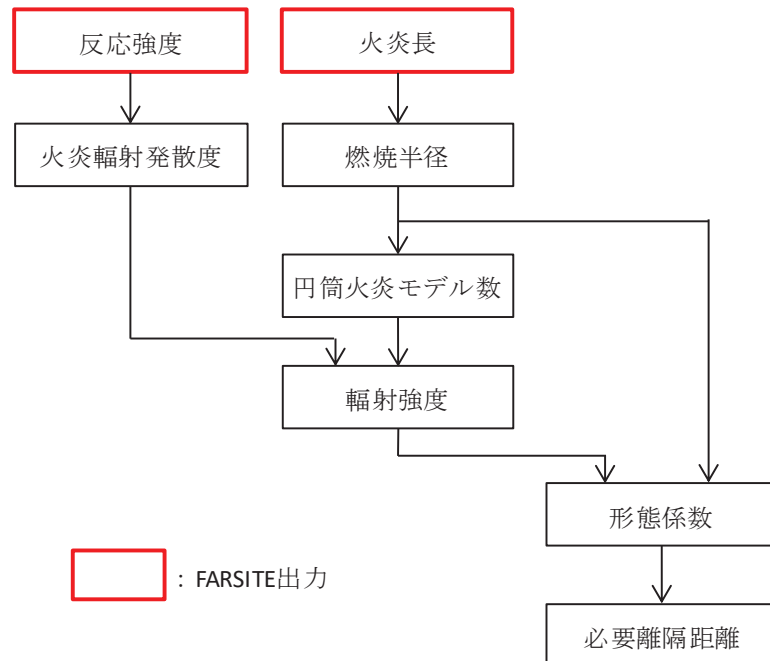 反応強度
火炎長
火炎輻射発散度
燃焼半径
円筒火炎モデル数
輻射強度
形態係数
: FARSITE出力
必要離隔距離